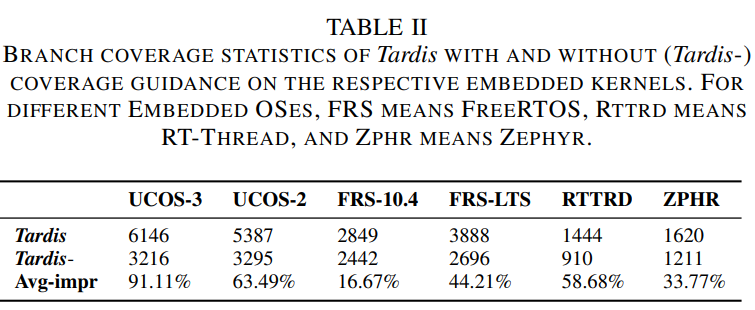 TABLE II
BRANCH COVERAGE STATISTICS OF Tardis WITH AND WITHOUT (Tardis-)
COVERAGE GUIDANCE ON THE RESPECTIVE EMBEDDED KERNELS. FOR
DIFFERENT EMBEDDED OSES, FRS MEANS FREERTOS, RTTRD MEANS
RT-THREAD, AND ZPHR MEANS ZEPHYR.
UCOS-3 UCOS-2 FRS-10.4 FRS-LTS RTTRD ZPHR
Tardis 6146 5387 2849 3888 1444 1620
Tardis- 3216 3295 2442 2696 910 1211
Avg-impr 91.11% 63.49% 16.67% 44.21% 58.68% 33.77%